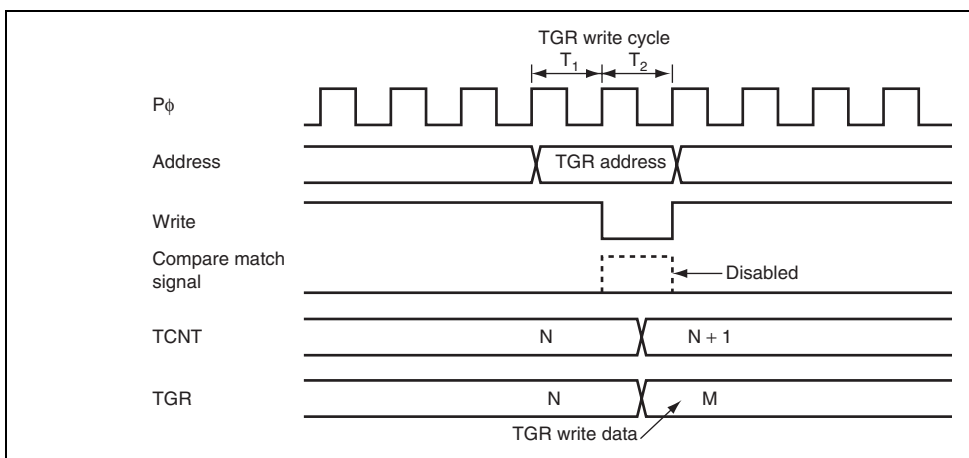 TGR write cycle
T1 T2
Pφ
Address TGR address
Write
Compare match
signal
Disabled
TCNT N N + 1
TGR N M
TGR write data